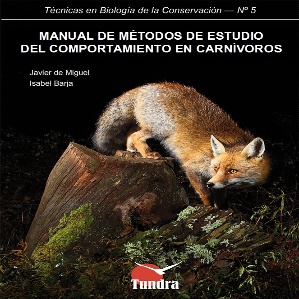 Técnicas en Biología de la Conservación — Nº 5
MANUAL DE MÉTODOS DE ESTUDIO
DEL COMPORTAMIENTO EN CARNÍVOROS
Javier de Miguel
Isabel Barja
Tundra